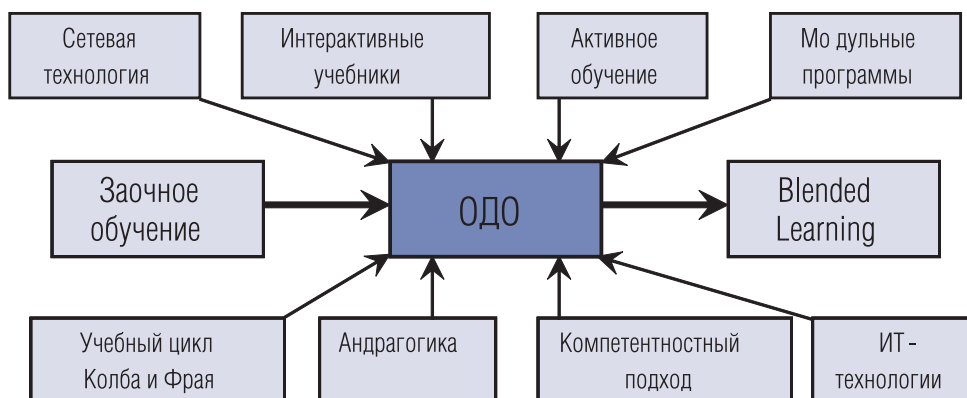 Сетевая
технология
Интерактивные
учебники
Активное
обучение
Мо дульные
программы
Заочное
обучение
ОДО
Blended
Learning
Учебный цикл
Колба и Фрая
Андрагогика
Компетентностный
подход
ИТ -
технологии